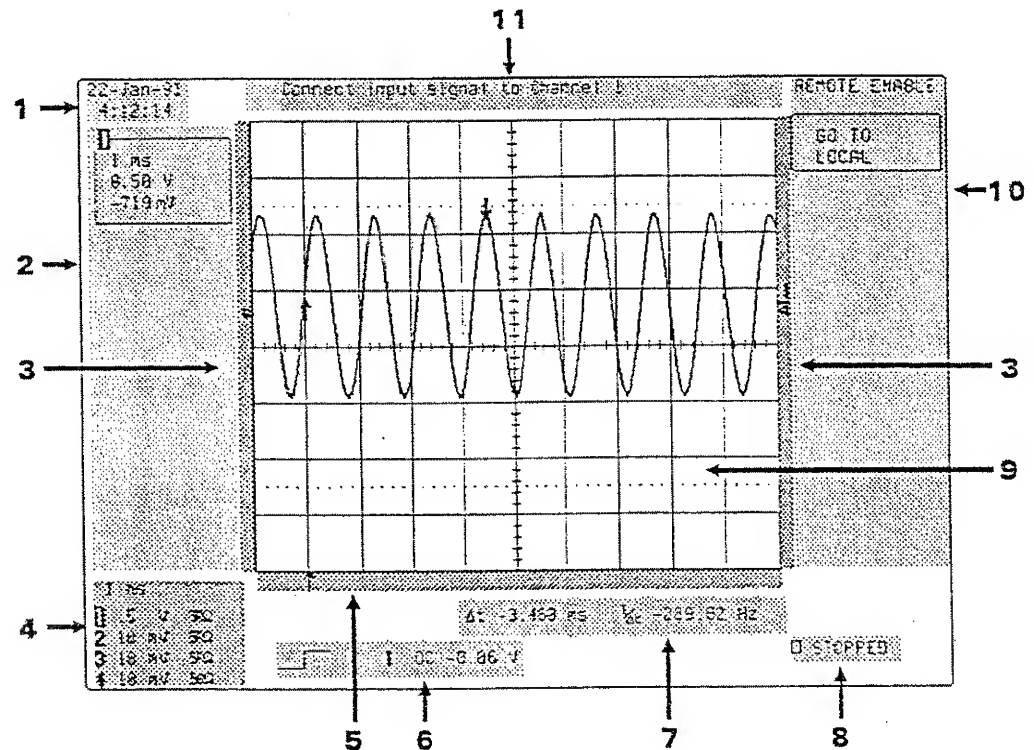 11
22-Jan-91
4:12:14
Connect input signal to Channel 1
REMOTE ENABLE
1
1
1 ms
0.50 V
-719mV
GO TO
LOCAL
10
2
3
3
9
4
1 ms
1 .5 V 50Ω
2 10 mV 50Ω
3 10 mV 50Ω
4 10 mV 50Ω
Δt -3.450 ms 1/Δt -289.82 Hz
1 DC -0.06 V
STOPPED
5
6
7
8